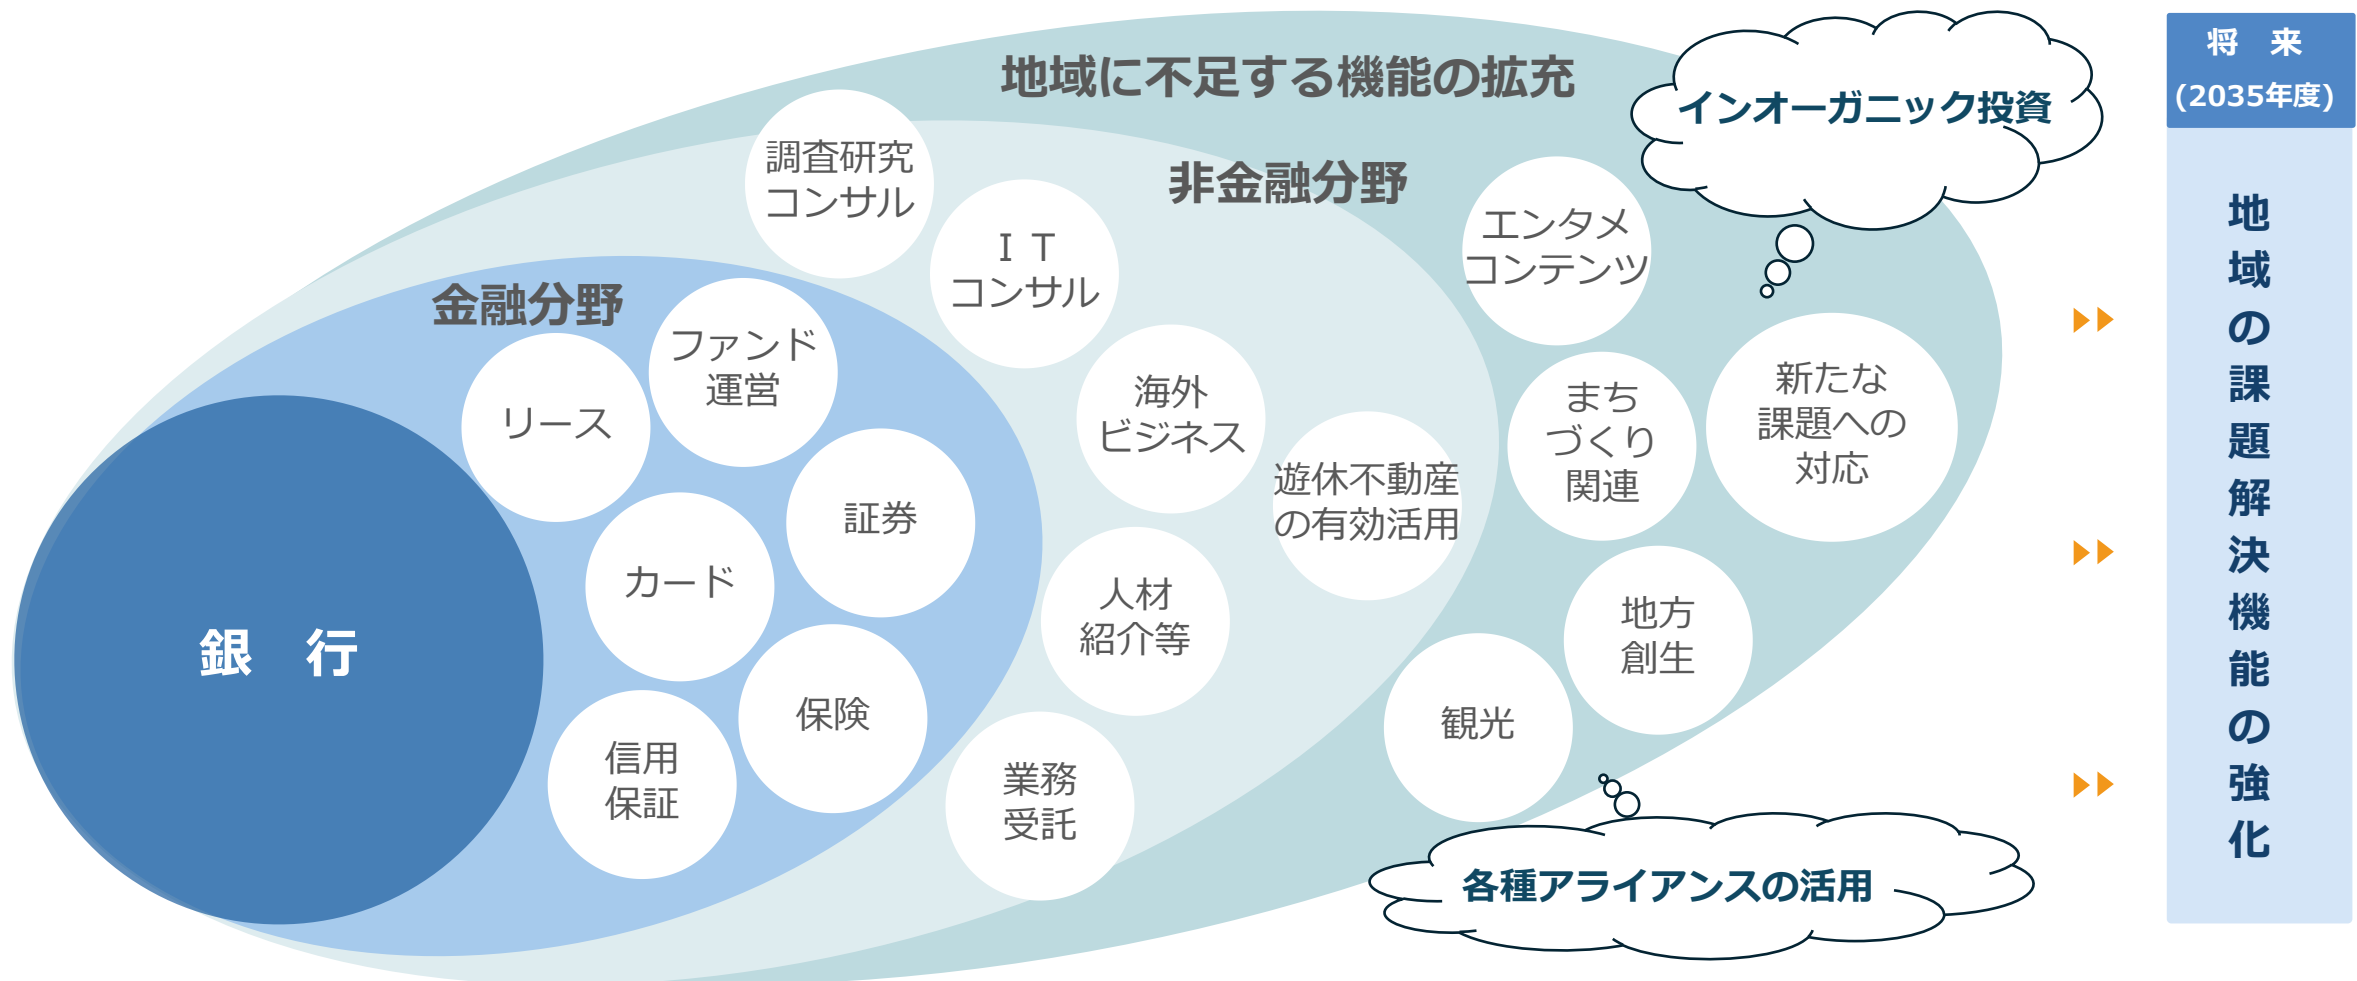 地域に不足する機能の拡充
インオーガニック投資
非金融分野
調査研究
コンサル
ＩＴ
コンサル
エンタメ
コンテンツ
金融分野
ファンド
運営
リース
海外
ビジネス
まち
づくり
関連
新たな
課題への
対応
遊休不動産
の有効活用
証券
カード
人材
紹介等
地方
創生
銀　行
保険
観光
信用
保証
業務
受託
各種アライアンスの活用
将　来
(2035年度)
地域の課題解決機能の強化